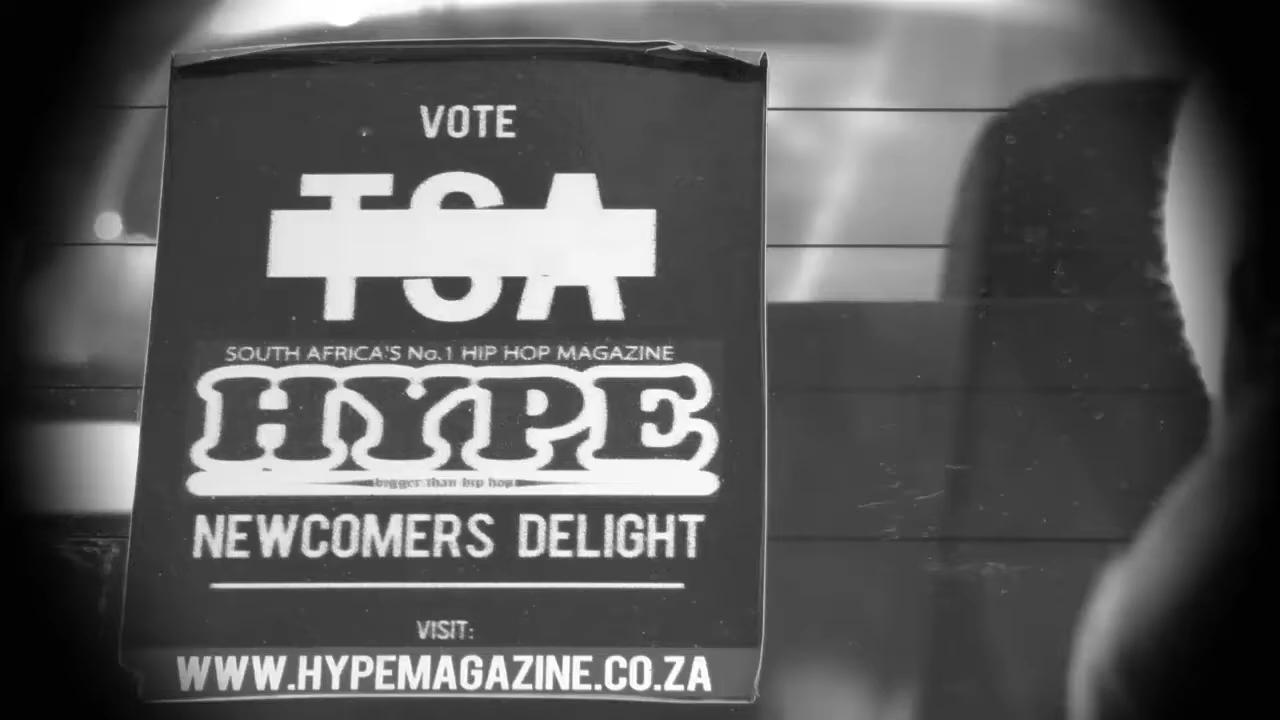 VOTE
TSA
SOUTH AFRICA'S No.1 HIP HOP MAGAZINE
HYPE
bigger than hip hop
NEWCOMERS DELIGHT
VISIT:
WWW.HYPEMAGAZINE.CO.ZA